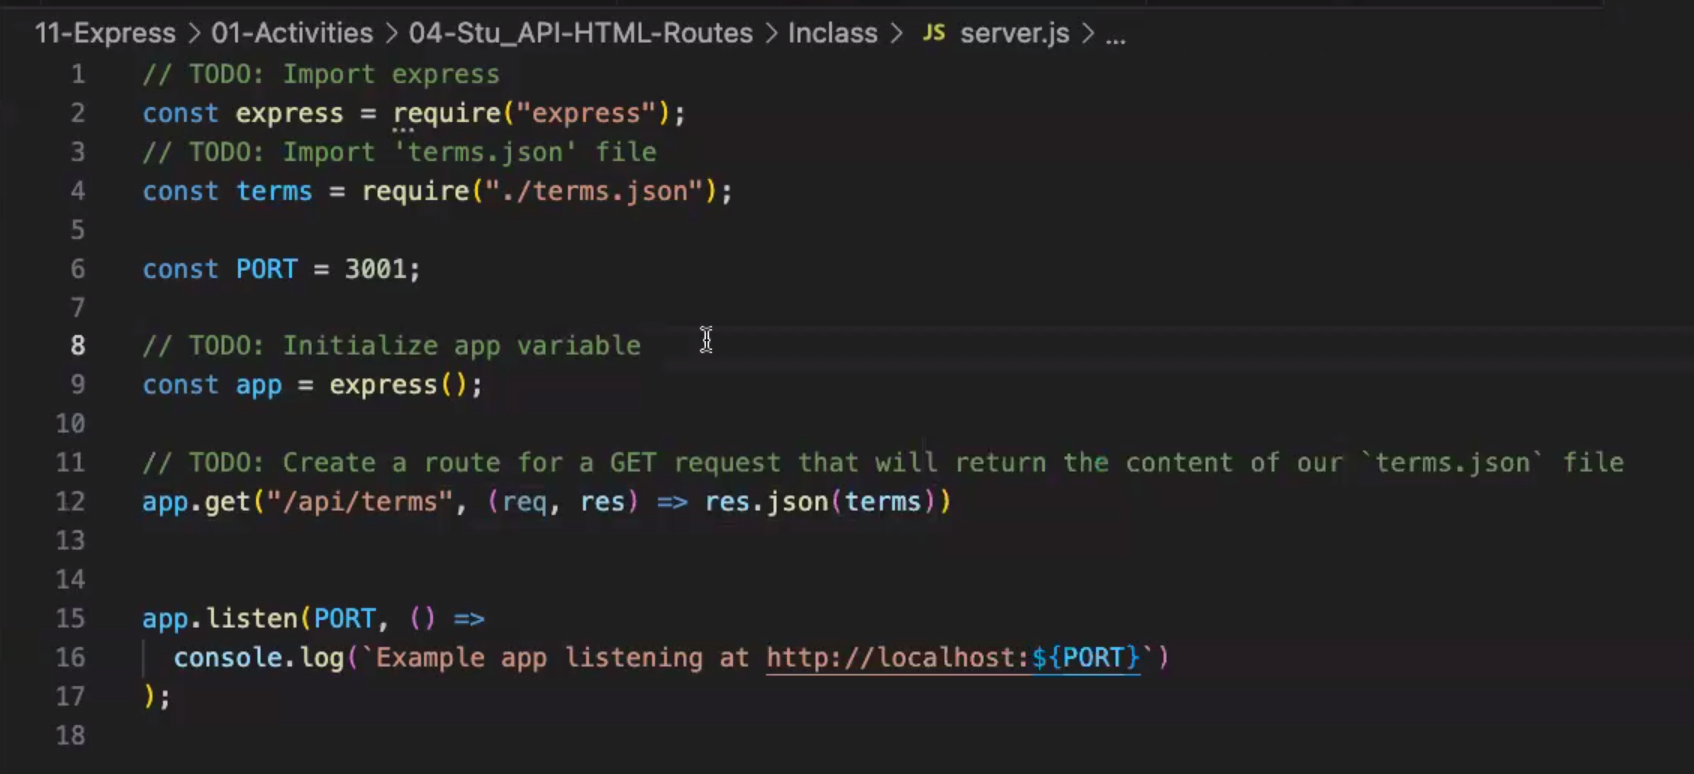 11-Express > 01-Activities > 04-Stu_API-HTML-Routes > Inclass > JS server.js > ...
1 // TODO: Import express
2 const express = require("express");
3 // TODO: Import 'terms.json' file
4 const terms = require("./terms.json");
5
6 const PORT = 3001;
7
8 // TODO: Initialize app variable
9 const app = express();
10
11 // TODO: Create a route for a GET request that will return the content of our `terms.json` file
12 app.get("/api/terms", (req, res) => res.json(terms))
13
14
15 app.listen(PORT, () =>
16 console.log(`Example app listening at http://localhost:${PORT}`)
17 );
18